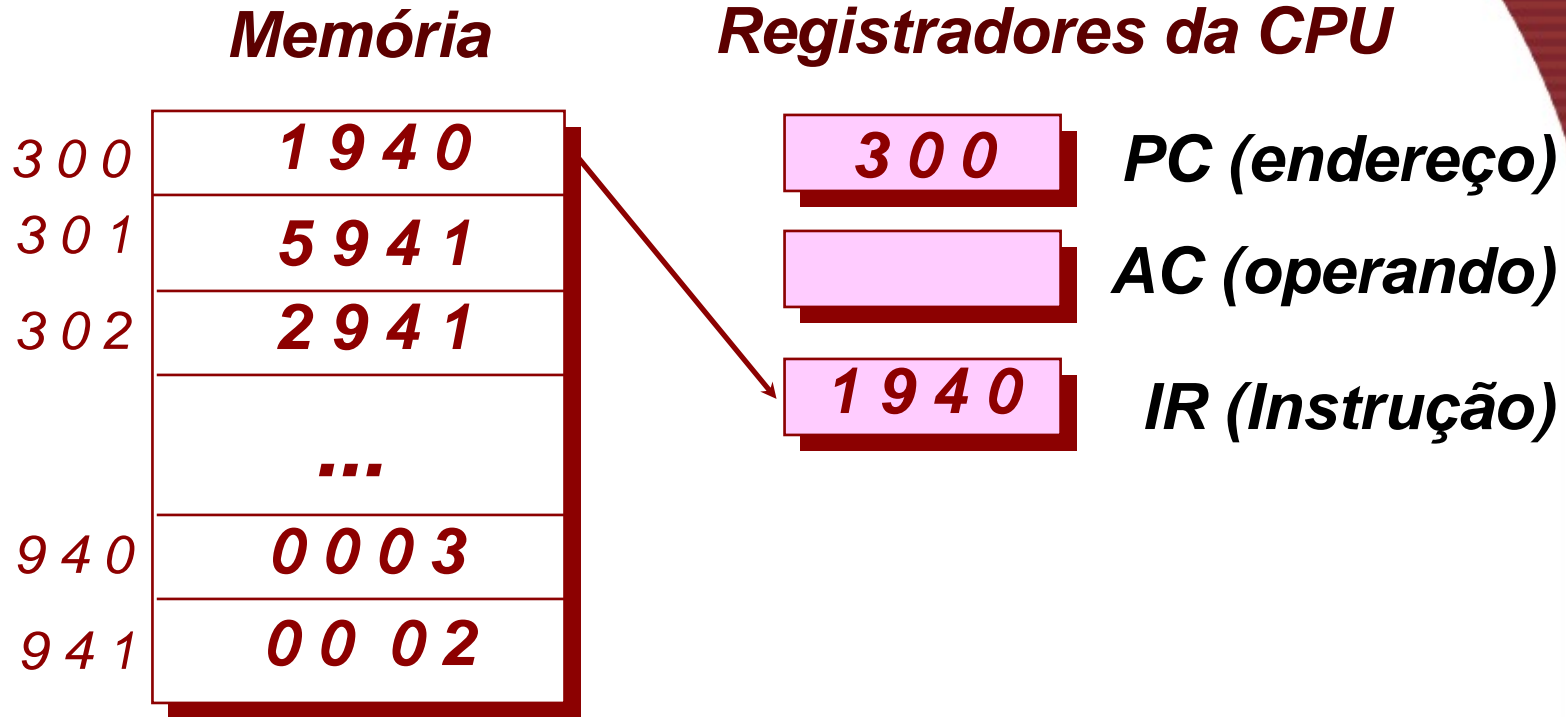 Memória Registradores da CPU
300 1940 300 PC (endereço)
301 5941
AC (operando)
302 2941
1940 IR (Instrução)
...
940 0003
941 00 02